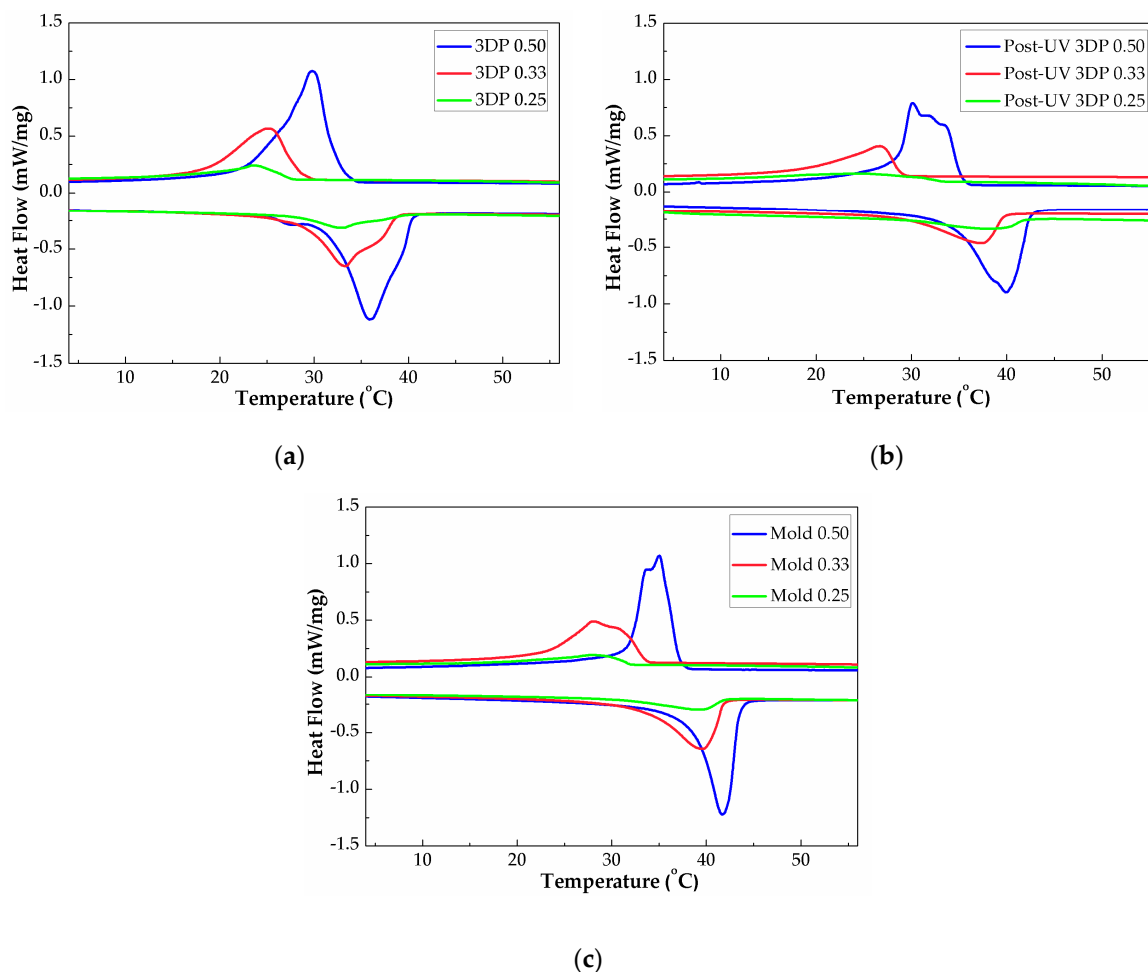 1.5
1.0
0.5
0.0
-0.5
-1.0
-1.5
Heat Flow (mW/mg)
3DP 0.50
3DP 0.33
3DP 0.25
10 20 30 40 50
Temperature (°C)
(a)
1.5
1.0
0.5
0.0
-0.5
-1.0
-1.5
Heat Flow (mW/mg)
Post-UV 3DP 0.50
Post-UV 3DP 0.33
Post-UV 3DP 0.25
10 20 30 40 50
Temperature (°C)
(b)
1.5
1.0
0.5
0.0
-0.5
-1.0
-1.5
Heat Flow (mW/mg)
Mold 0.50
Mold 0.33
Mold 0.25
10 20 30 40 50
Temperature (°C)
(c)